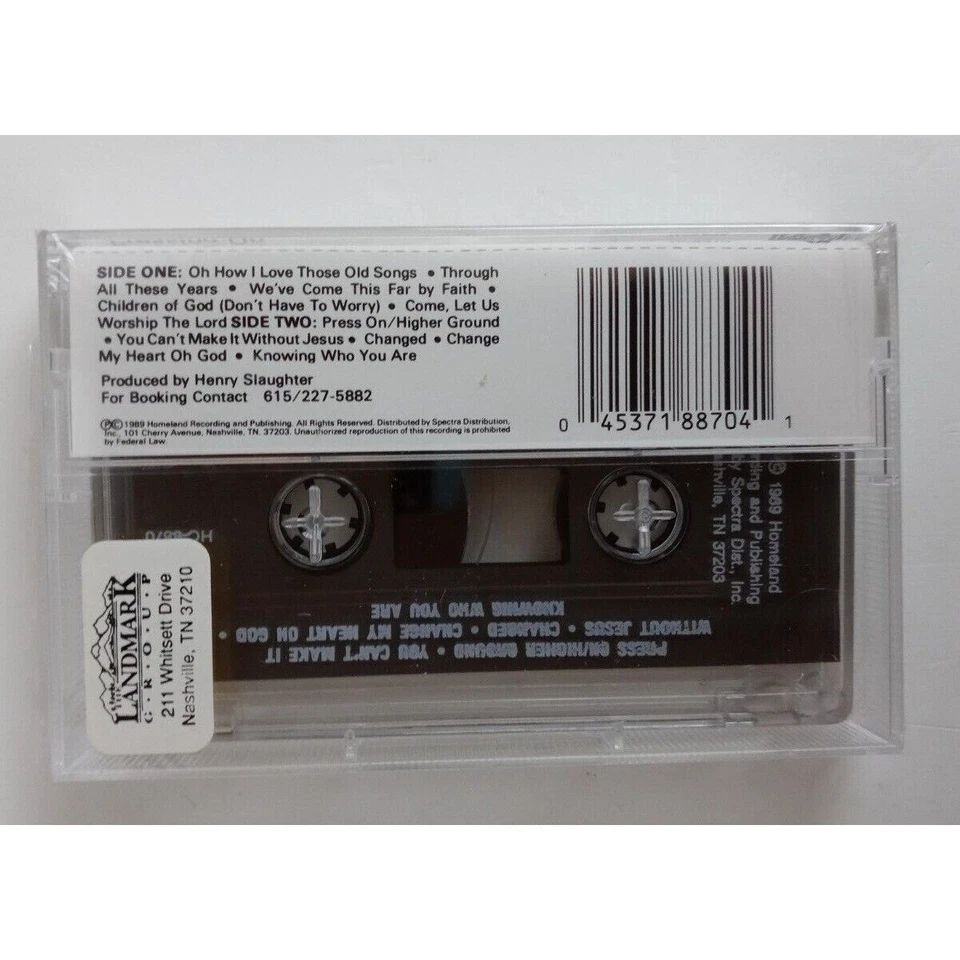 SIDE ONE: Oh How I Love Those Old Songs • Through
All These Years • We've Come This Far by Faith •
Children of God (Don't Have To Worry) • Come, Let Us
Worship The Lord SIDE TWO: Press On/Higher Ground
• You Can't Make It Without Jesus • Changed • Change
My Heart Oh God • Knowing Who You Are
Produced by Henry Slaughter
For Booking Contact 615/227-5882
℗© 1989 Homeland Recording and Publishing. All Rights Reserved. Distributed by Spectra Distribution,
Inc., 101 Cherry Avenue, Nashville, TN. 37203. Unauthorized reproduction of this recording is prohibited
by Federal Law
0 45371 88704 1
℗ 1989 Homeland
and Publishing
by Spectra Dist., Inc.
TN 37203
PRESS ON/HIGHER GROUND • YOU CAN'T MAKE IT
WITHOUT JESUS • CHANGED • CHANGE MY HEART OH GOD •
KNOWING WHO YOU ARE
THE
LANDMARK
G·R·O·U·P
211 Whitsett Drive
Nashville, TN 37210